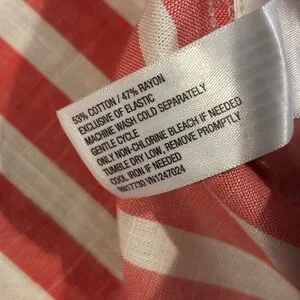 53% COTTON / 47% RAYON
EXCLUSIVE OF ELASTIC
MACHINE WASH COLD SEPARATELY
GENTLE CYCLE
ONLY NON-CHLORINE BLEACH IF NEEDED
TUMBLE DRY LOW, REMOVE PROMPTLY
COOL IRON IF NEEDED
RN17730 VN1247024